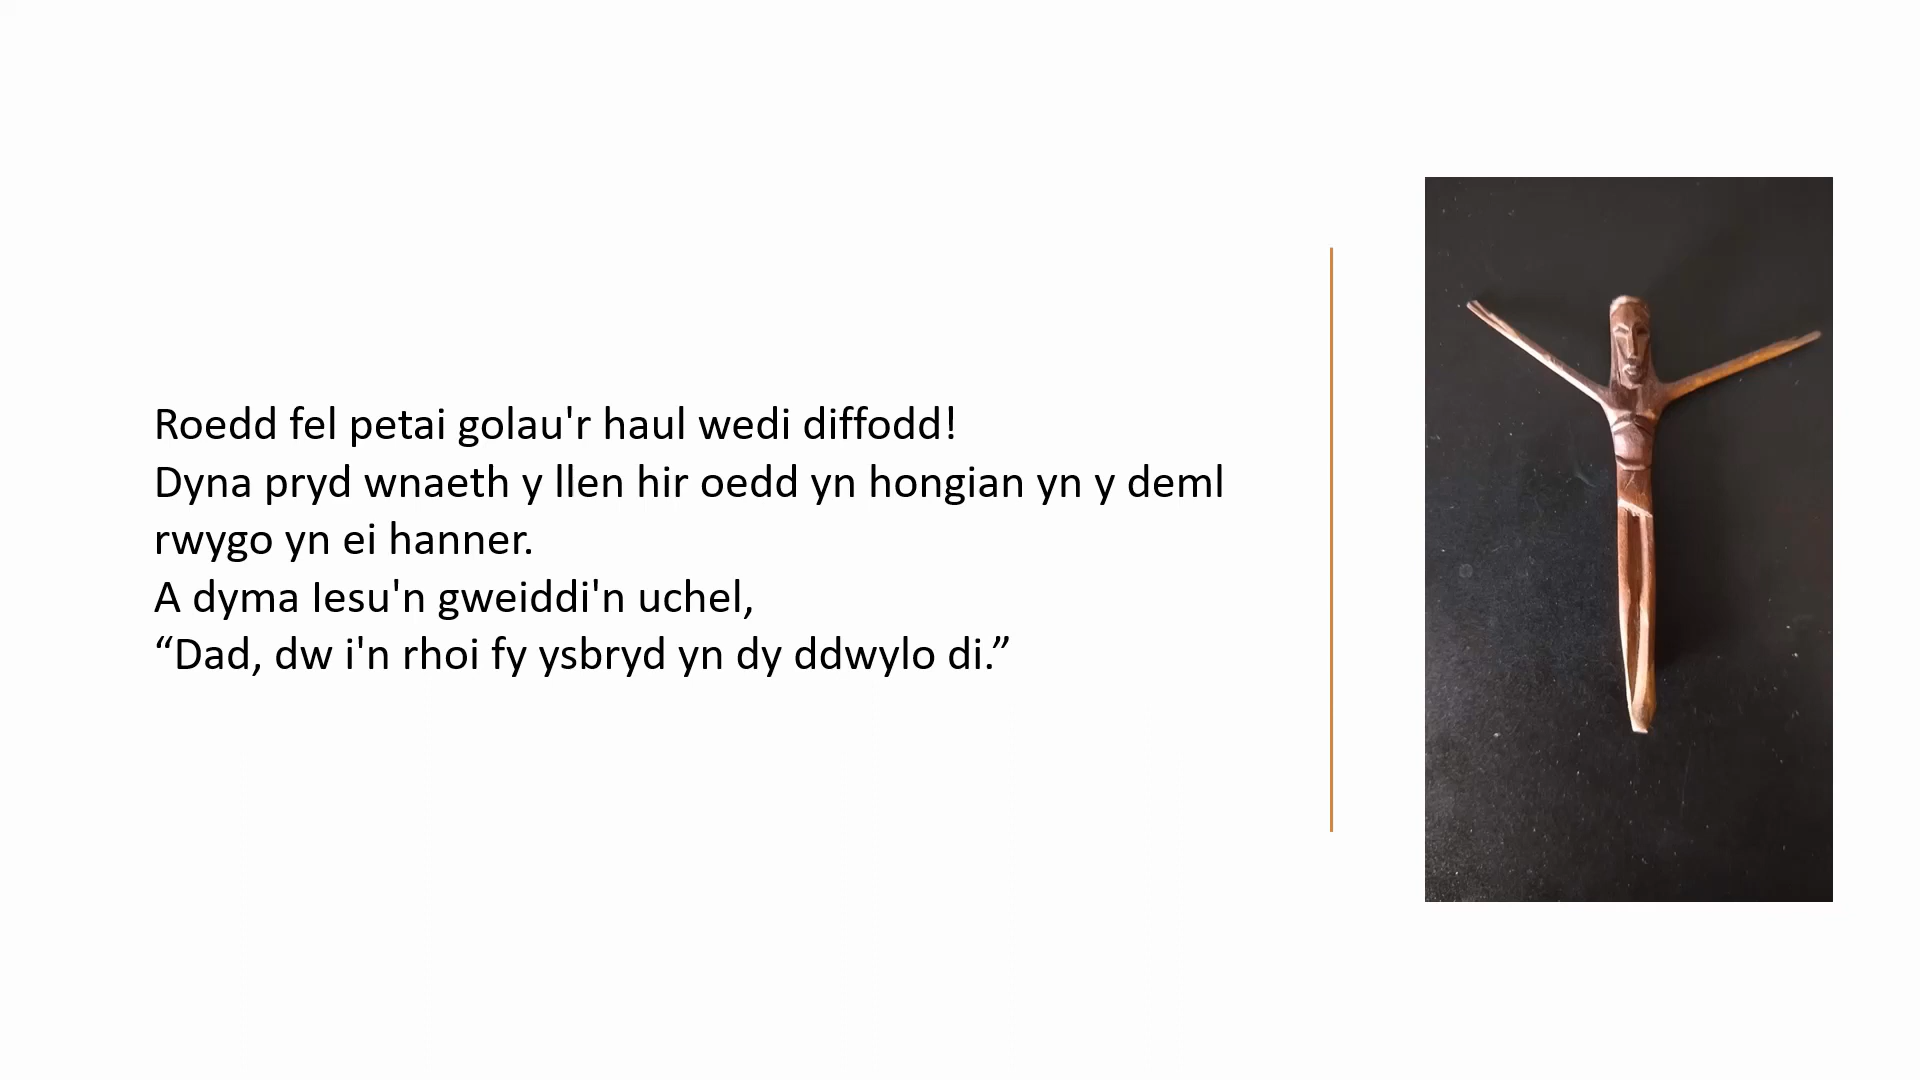 Roedd fel petai golau'r haul wedi diffodd!
Dyna pryd wnaeth y llen hir oedd yn hongian yn y deml
rwygo yn ei hanner.
A dyma Iesu'n gweiddi'n uchel,
“Dad, dw i'n rhoi fy ysbryd yn dy ddwylo di.”